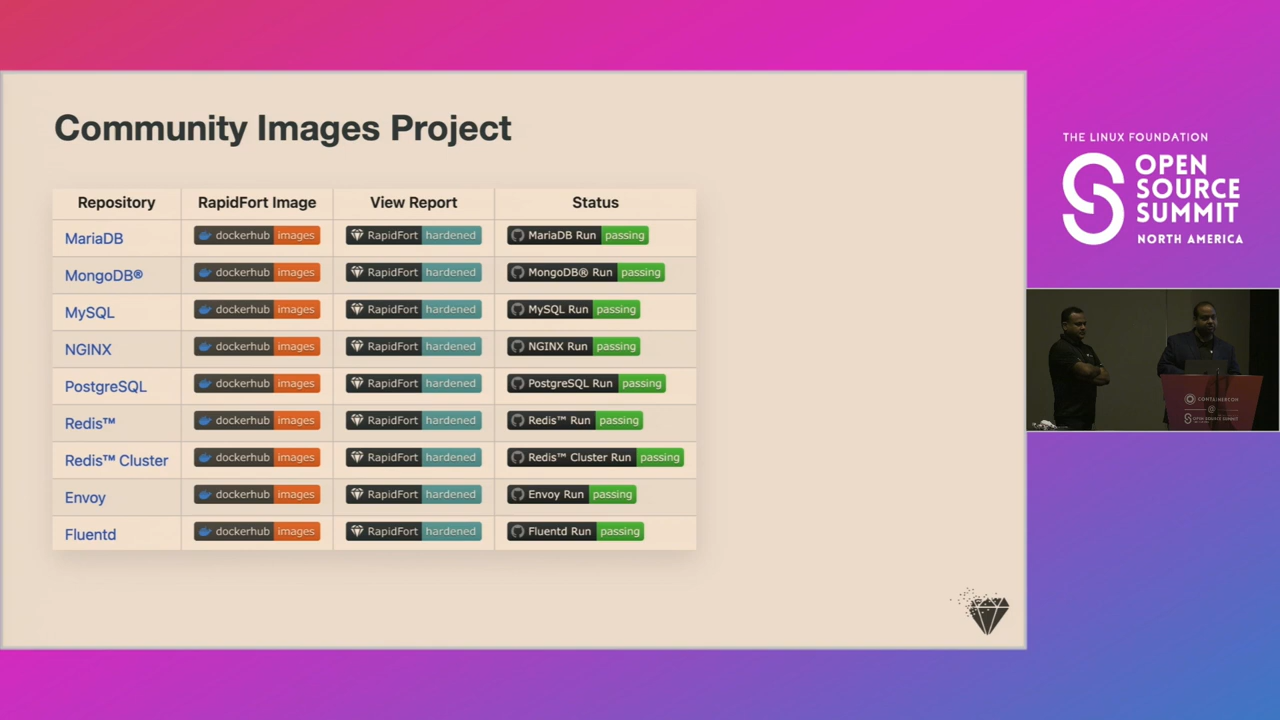 Community Images Project
Repository RapidFort Image View Report Status
MariaDB dockerhub images RapidFort hardened MariaDB Run passing
MongoDB® dockerhub images RapidFort hardened MongoDB® Run passing
MySQL dockerhub images RapidFort hardened MySQL Run passing
NGINX dockerhub images RapidFort hardened NGINX Run passing
PostgreSQL dockerhub images RapidFort hardened PostgreSQL Run passing
Redis™ dockerhub images RapidFort hardened Redis™ Run passing
Redis™ Cluster dockerhub images RapidFort hardened Redis™ Cluster Run passing
Envoy dockerhub images RapidFort hardened Envoy Run passing
Fluentd dockerhub images RapidFort hardened Fluentd Run passing
THE LINUX FOUNDATION
OPEN
SOURCE
SUMMIT
NORTH AMERICA
CONTAINERCON
@
OPEN SOURCE SUMMIT